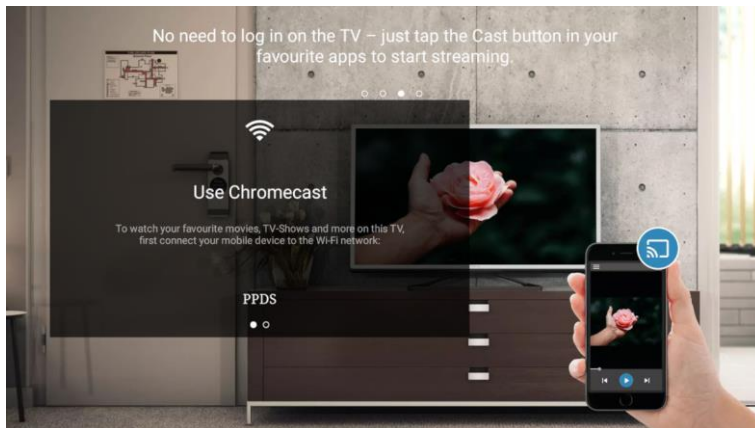 No need to log in on the TV – just tap the Cast button in your
favourite apps to start streaming.
Use Chromecast
To watch your favourite movies, TV-Shows and more on this TV,
first connect your mobile device to the Wi-Fi network:
PPDS